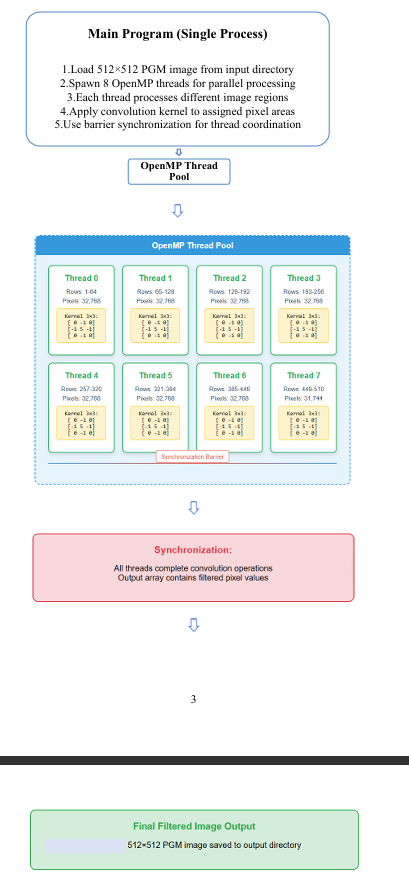 Main Program (Single Process)
1.Load 512×512 PGM image from input directory
2.Spawn 8 OpenMP threads for parallel processing
3.Each thread processes different image regions
4.Apply convolution kernel to assigned pixel areas
5.Use barrier synchronization for thread coordination
OpenMP Thread
Pool
OpenMP Thread Pool
Thread 0
Rows: 1-64
Pixels: 32,768
Kernel 3x3:
[ 0 -1 0]
[-1 5 -1]
[ 0 -1 0]
Thread 1
Rows: 65-128
Pixels: 32,768
Kernel 3x3:
[ 0 -1 0]
[-1 5 -1]
[ 0 -1 0]
Thread 2
Rows: 129-192
Pixels: 32,768
Kernel 3x3:
[ 0 -1 0]
[-1 5 -1]
[ 0 -1 0]
Thread 3
Rows: 193-256
Pixels: 32,768
Kernel 3x3:
[ 0 -1 0]
[-1 5 -1]
[ 0 -1 0]
Thread 4
Rows: 257-320
Pixels: 32,768
Kernel 3x3:
[ 0 -1 0]
[-1 5 -1]
[ 0 -1 0]
Thread 5
Rows: 321-384
Pixels: 32,768
Kernel 3x3:
[ 0 -1 0]
[-1 5 -1]
[ 0 -1 0]
Thread 6
Rows: 385-448
Pixels: 32,768
Kernel 3x3:
[ 0 -1 0]
[-1 5 -1]
[ 0 -1 0]
Thread 7
Rows: 449-510
Pixels: 31,744
Kernel 3x3:
[ 0 -1 0]
[-1 5 -1]
[ 0 -1 0]
Synchronization Barrier
Synchronization:
All threads complete convolution operations
Output array contains filtered pixel values
3
Final Filtered Image Output
512×512 PGM image saved to output directory